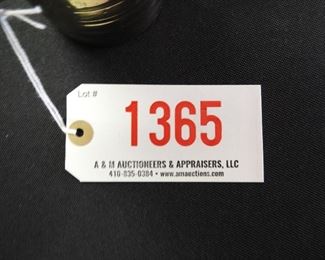 Lot #
1365
A & M AUCTIONEERS & APPRAISERS, LLC
410-835-0384 • www.amauctions.com